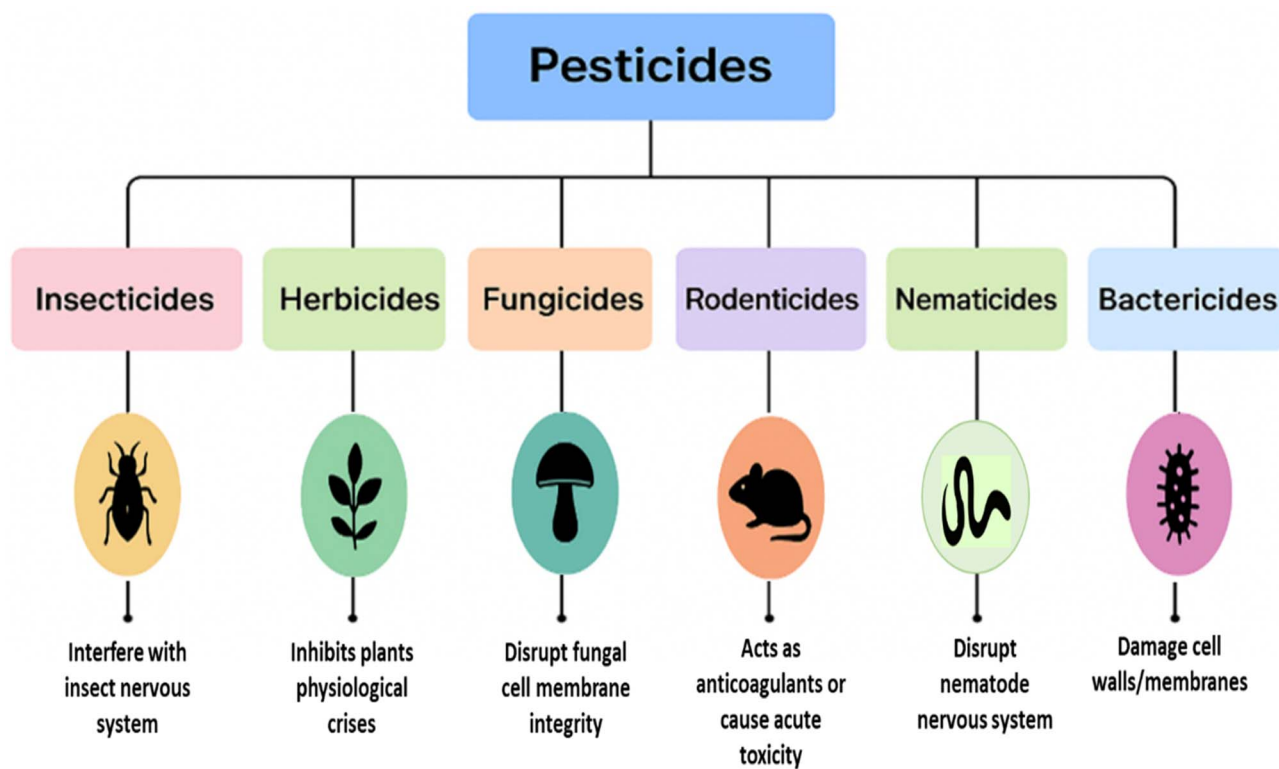 Pesticides
Insecticides
Herbicides
Fungicides
Rodenticides
Nematicides
Bactericides
Interfere with
insect nervous
system
Inhibits plants
physiological
crises
Disrupt fungal
cell membrane
integrity
Acts as
anticoagulants or
cause acute
toxicity
Disrupt
nematode
nervous system
Damage cell
walls/membranes